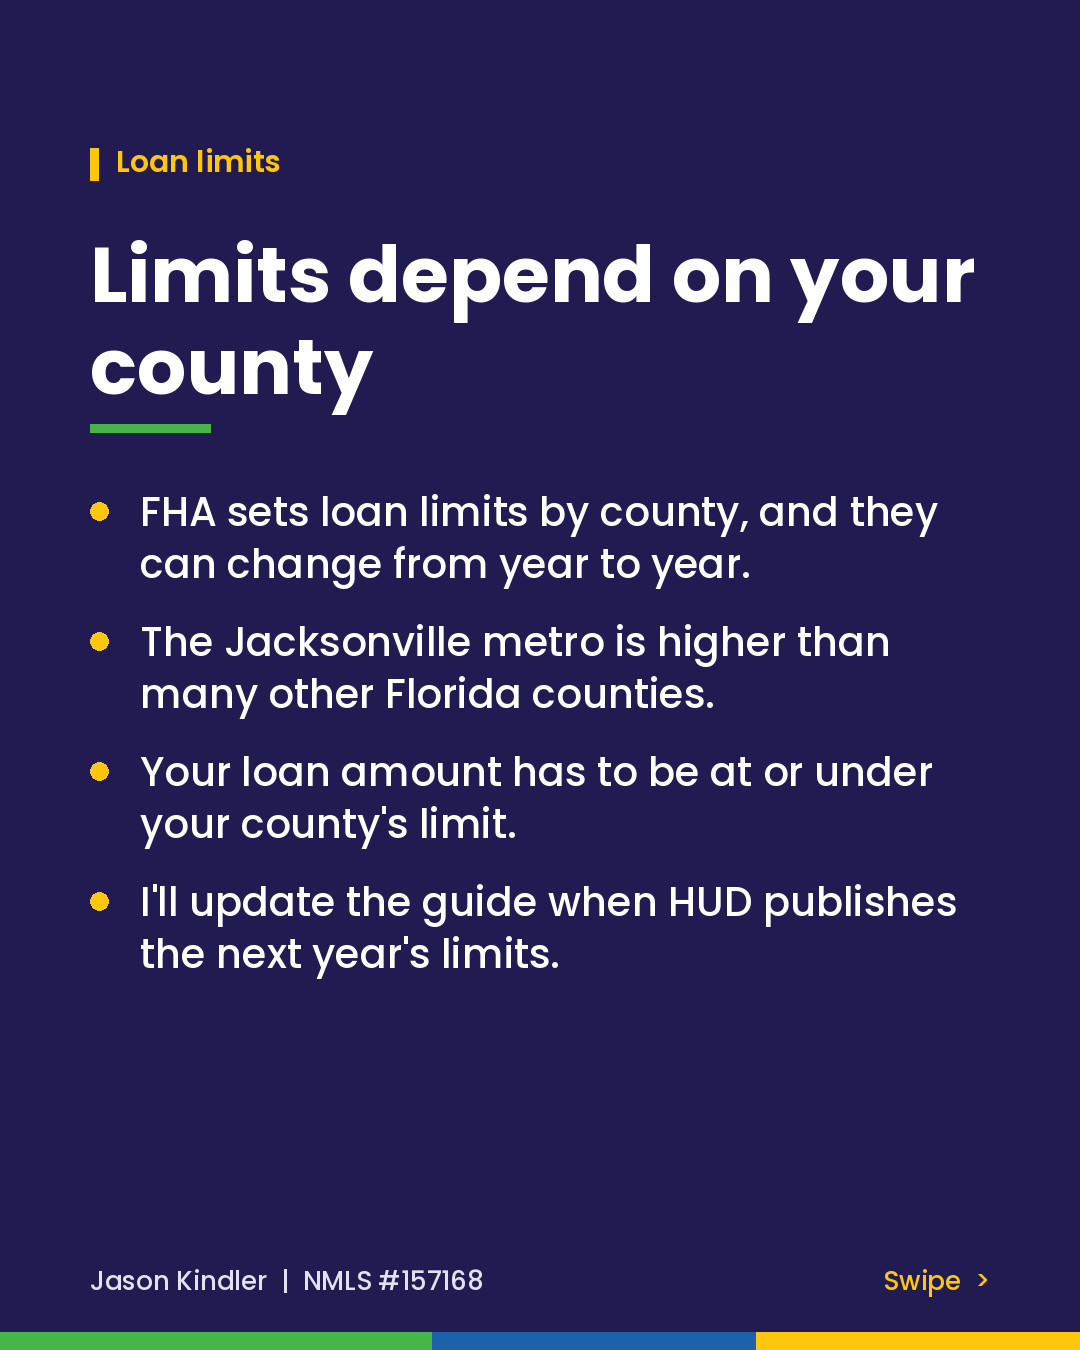 Loan limits
Limits depend on your
county
FHA sets loan limits by county, and they
can change from year to year.
The Jacksonville metro is higher than
many other Florida counties.
Your loan amount has to be at or under
your county's limit.
I'll update the guide when HUD publishes
the next year's limits.
Jason Kindler | NMLS #157168
Swipe >